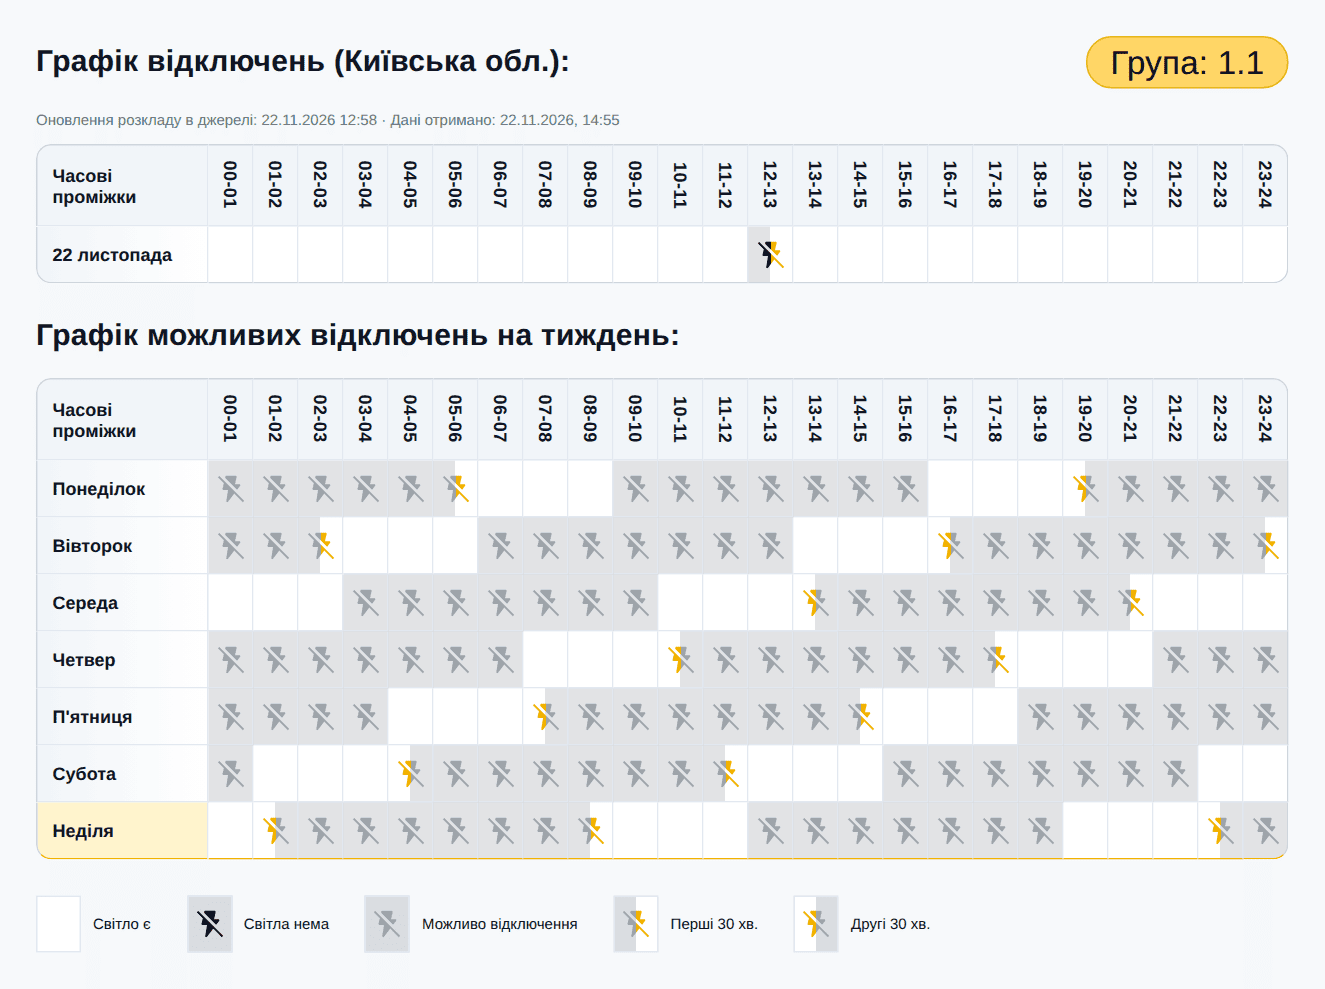 Графік відключень (Київська обл.):
Група: 1.1
Оновлення розкладу в джерелі: 22.11.2026 12:58 · Дані отримано: 22.11.2026, 14:55
Часові
проміжки
00-01 01-02 02-03 03-04 04-05 05-06 06-07 07-08 08-09 09-10 10-11 11-12 12-13 13-14 14-15 15-16 16-17 17-18 18-19 19-20 20-21 21-22 22-23 23-24
22 листопада
Графік можливих відключень на тиждень:
Часові
проміжки
00-01 01-02 02-03 03-04 04-05 05-06 06-07 07-08 08-09 09-10 10-11 11-12 12-13 13-14 14-15 15-16 16-17 17-18 18-19 19-20 20-21 21-22 22-23 23-24
Понеділок
Вівторок
Середа
Четвер
П'ятниця
Субота
Неділя
Світло є
Світла нема
Можливо відключення
Перші 30 хв.
Другі 30 хв.